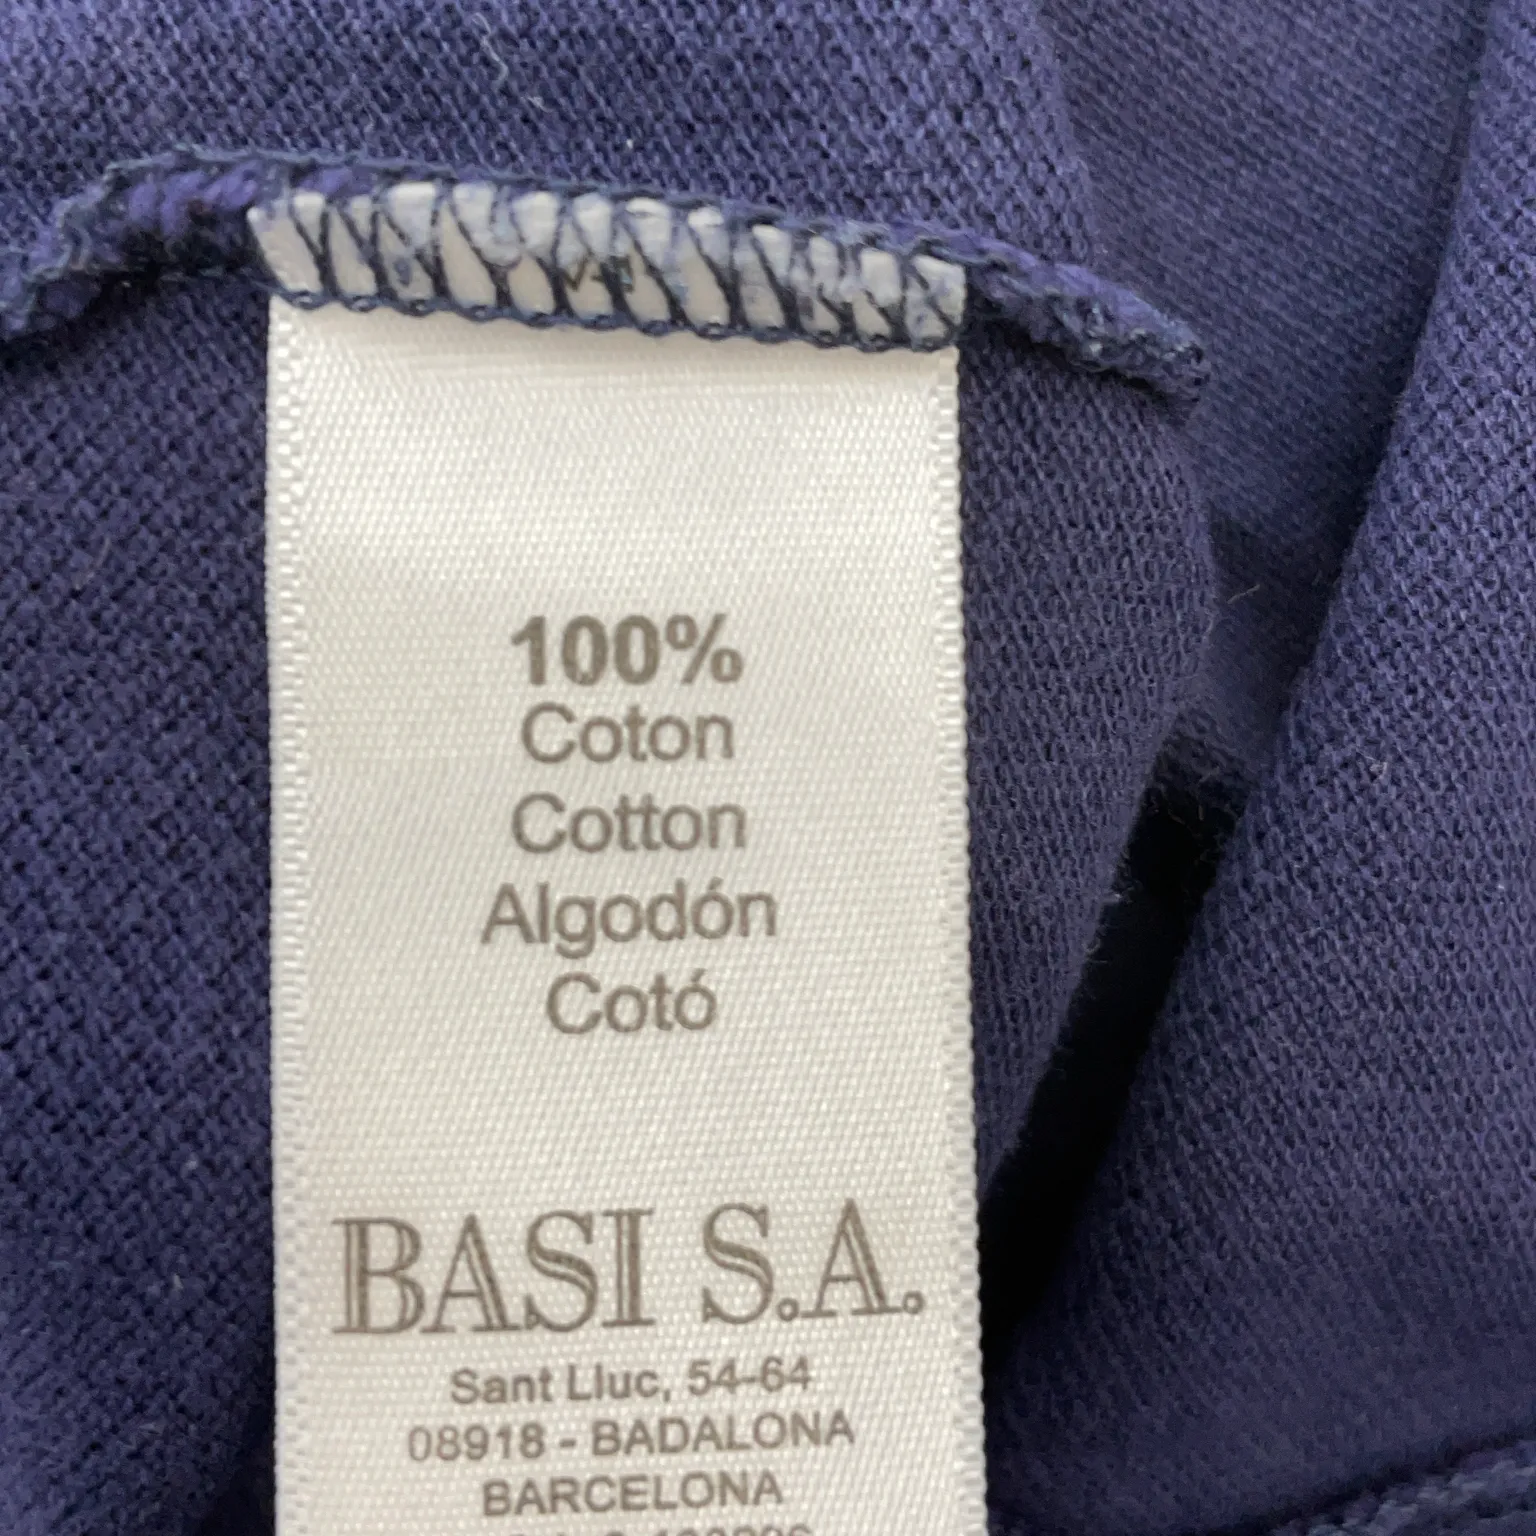 100%
Coton
Cotton
Algodón
Cotó
BASI S.A.
Sant Lluc, 54-64
08918 - BADALONA
BARCELONA